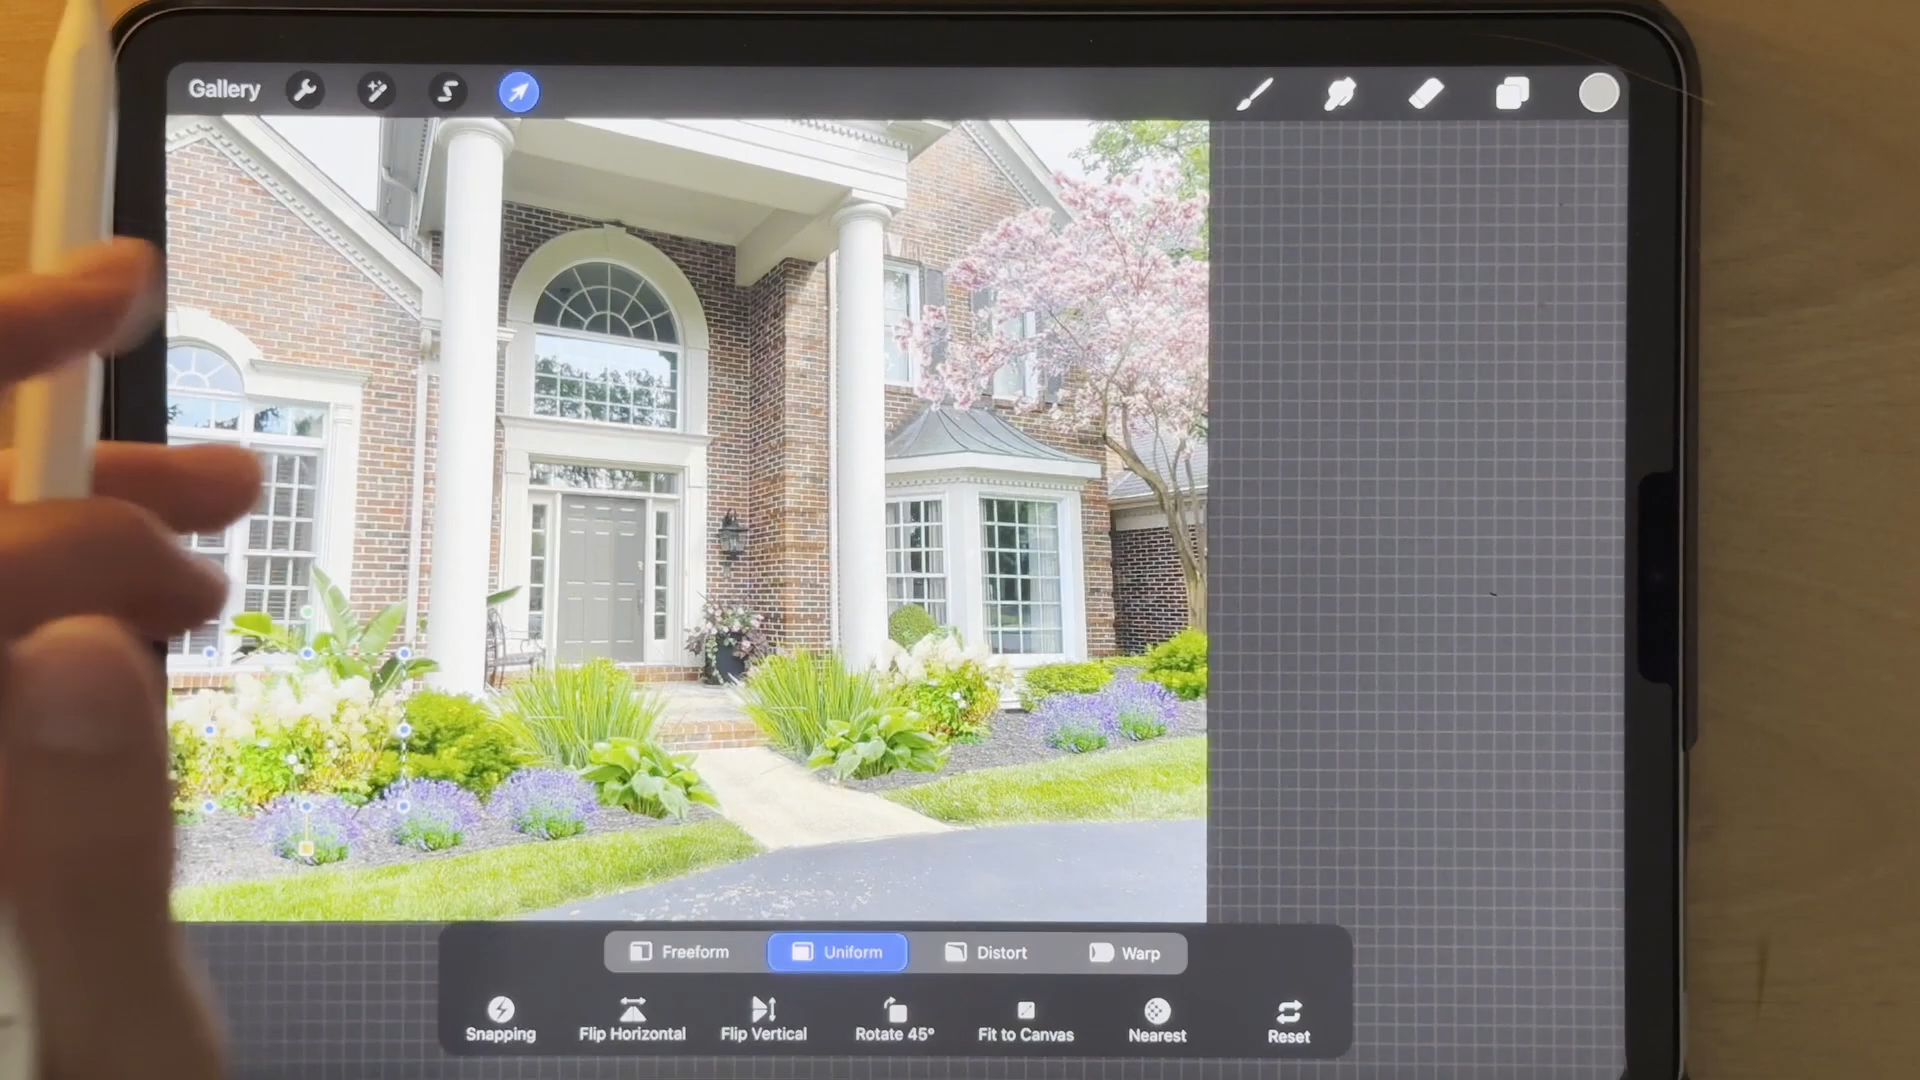 Gallery
Freeform Uniform Distort Warp
Snapping Flip Horizontal Flip Vertical Rotate 45° Fit to Canvas Nearest Reset